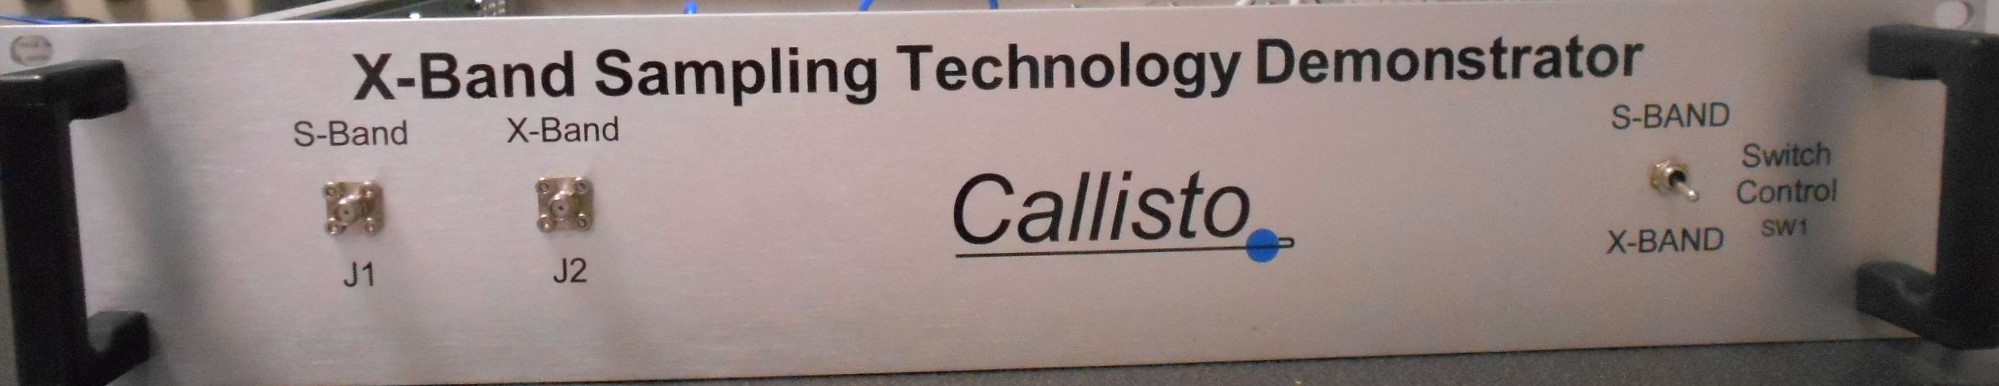 X-Band Sampling Technology Demonstrator
S-Band
X-Band
J1
J2
Callisto
S-BAND
Switch
Control
SW1
X-BAND